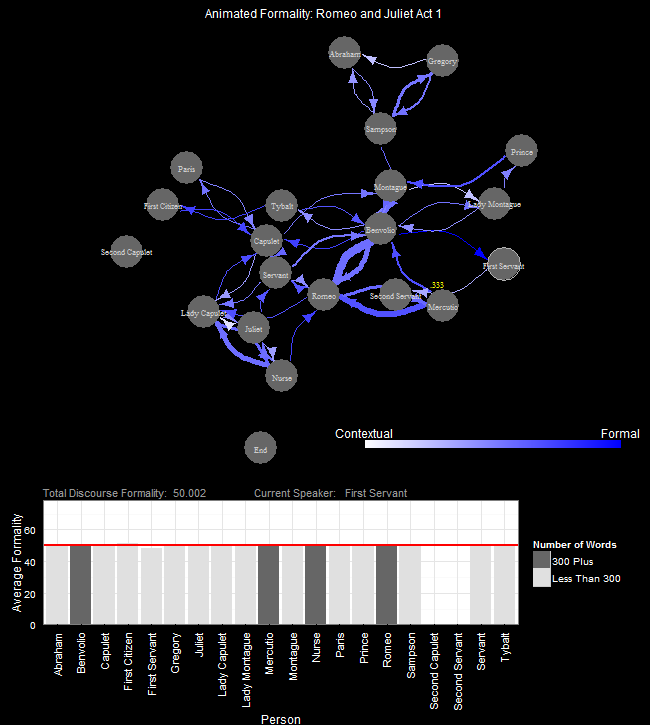 Animated Formality: Romeo and Juliet Act 1
Abraham
Gregory
Sampson
Prince
Paris
Montague
First Citizen
Tybalt
Lady Montague
Benvolio
Capulet
Second Capulet
First Servant
Servant
.333
Romeo
Second Servant
Mercutio
Lady Capulet
Juliet
Nurse
Contextual
Formal
End
Total Discourse Formality: 50.002
Current Speaker: First Servant
Average Formality
60
40
20
0
Number of Words
300 Plus
Less Than 300
Abraham
Benvolio
Capulet
First Citizen
First Servant
Gregory
Juliet
Lady Capulet
Lady Montague
Mercutio
Montague
Nurse
Paris
Prince
Romeo
Sampson
Second Capulet
Second Servant
Servant
Tybalt
Person